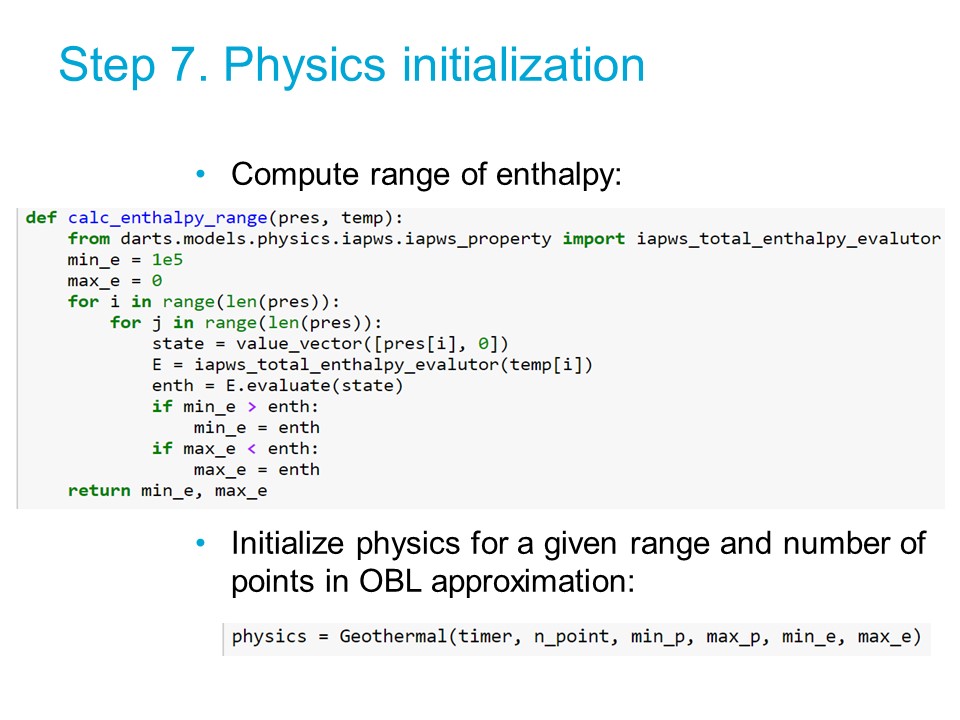 Step 7. Physics initialization
• Compute range of enthalpy:
def calc_enthalpy_range(pres, temp):
    from darts.models.physics.iapws.iapws_property import iapws_total_enthalpy_evalutor
    min_e = 1e5
    max_e = 0
    for i in range(len(pres)):
        for j in range(len(pres)):
            state = value_vector([pres[i], 0])
            E = iapws_total_enthalpy_evalutor(temp[i])
            enth = E.evaluate(state)
            if min_e > enth:
                min_e = enth
            if max_e < enth:
                max_e = enth
    return min_e, max_e
• Initialize physics for a given range and number of
points in OBL approximation:
physics = Geothermal(timer, n_point, min_p, max_p, min_e, max_e)